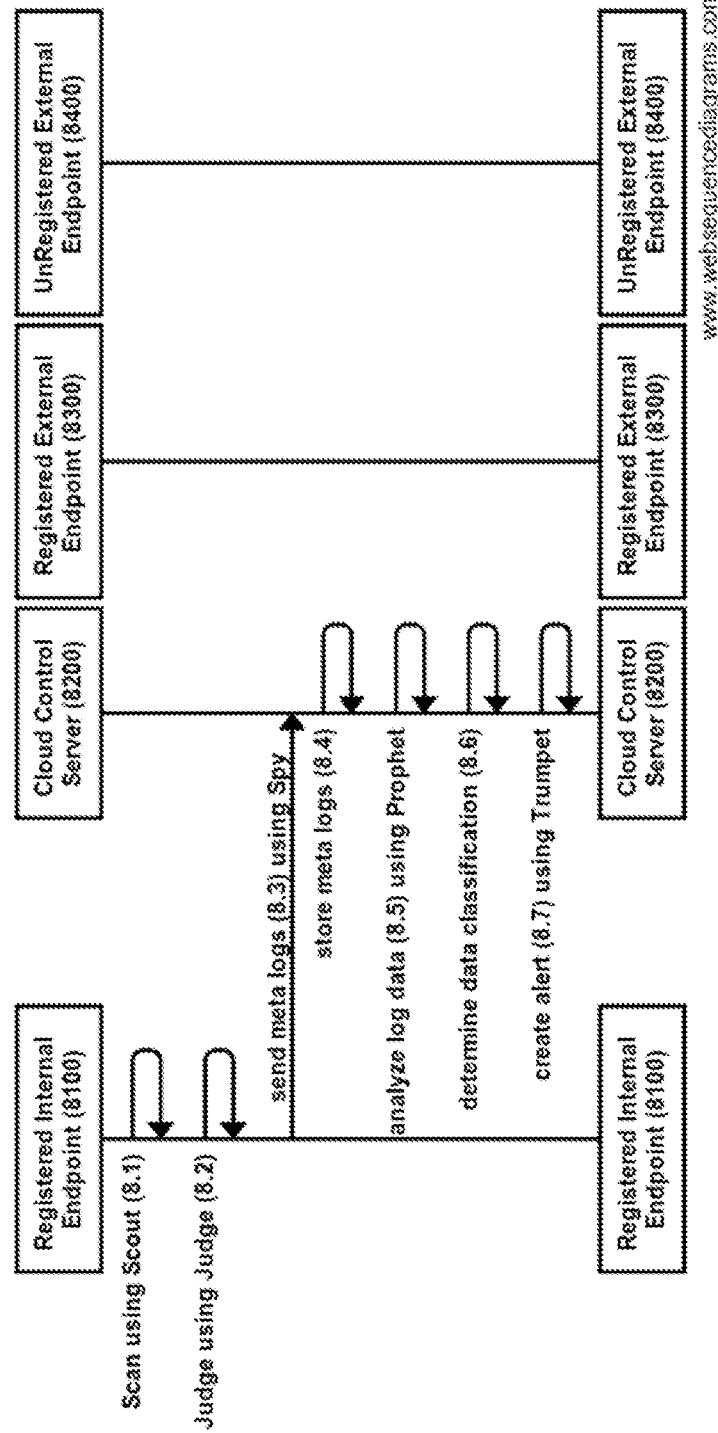 Registered Internal
Endpoint (8100)
Cloud Control
Server (8200)
Registered External
Endpoint (8300)
UnRegistered External
Endpoint (8400)
Scan using Scout (8.1)
Judge using Judge (8.2)
send meta logs (8.3) using Spy
store meta logs (8.4)
analyze log data (8.5) using Prophet
determine data classification (8.6)
create alert (8.7) using Trumpet
Registered Internal
Endpoint (8100)
Cloud Control
Server (8200)
Registered External
Endpoint (8300)
UnRegistered External
Endpoint (8400)
www.websequencediagrams.com